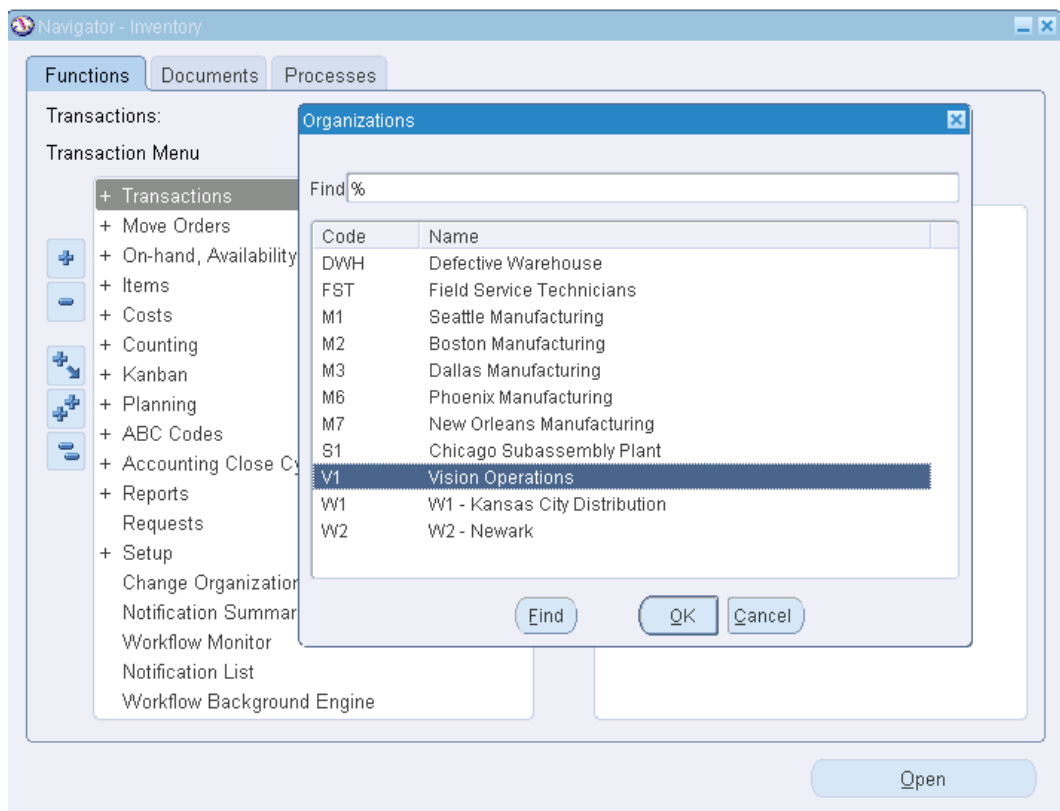 Navigator - Inventory
Functions Documents Processes
Transactions:
Transaction Menu
+ Transactions
+ Move Orders
+ On-hand, Availability
+ Items
+ Costs
+ Counting
+ Kanban
+ Planning
+ ABC Codes
+ Accounting Close Cy
+ Reports
Requests
+ Setup
Change Organization
Notification Summar
Workflow Monitor
Notification List
Workflow Background Engine
Organizations
Find %
Code Name
DWH Defective Warehouse
FST Field Service Technicians
M1 Seattle Manufacturing
M2 Boston Manufacturing
M3 Dallas Manufacturing
M6 Phoenix Manufacturing
M7 New Orleans Manufacturing
S1 Chicago Subassembly Plant
V1 Vision Operations
W1 W1 - Kansas City Distribution
W2 W2 - Newark
Find OK Cancel
Open